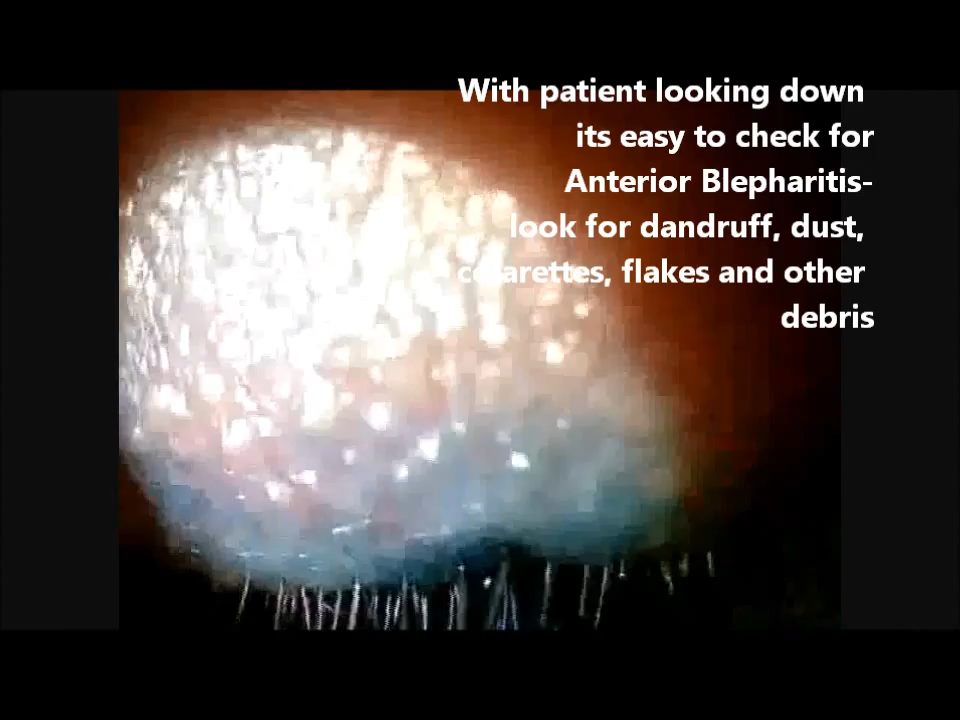 With patient looking down
its easy to check for
Anterior Blepharitis-
look for dandruff, dust,
flakes and other
debris